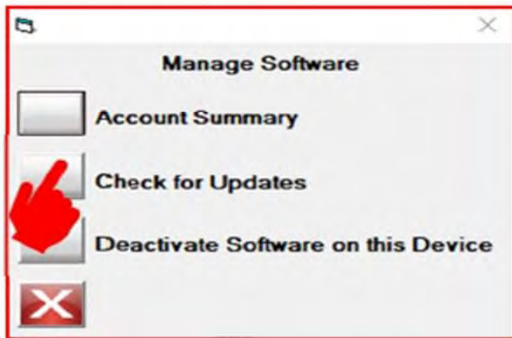 Manage Software
Account Summary
Check for Updates
Deactivate Software on this Device